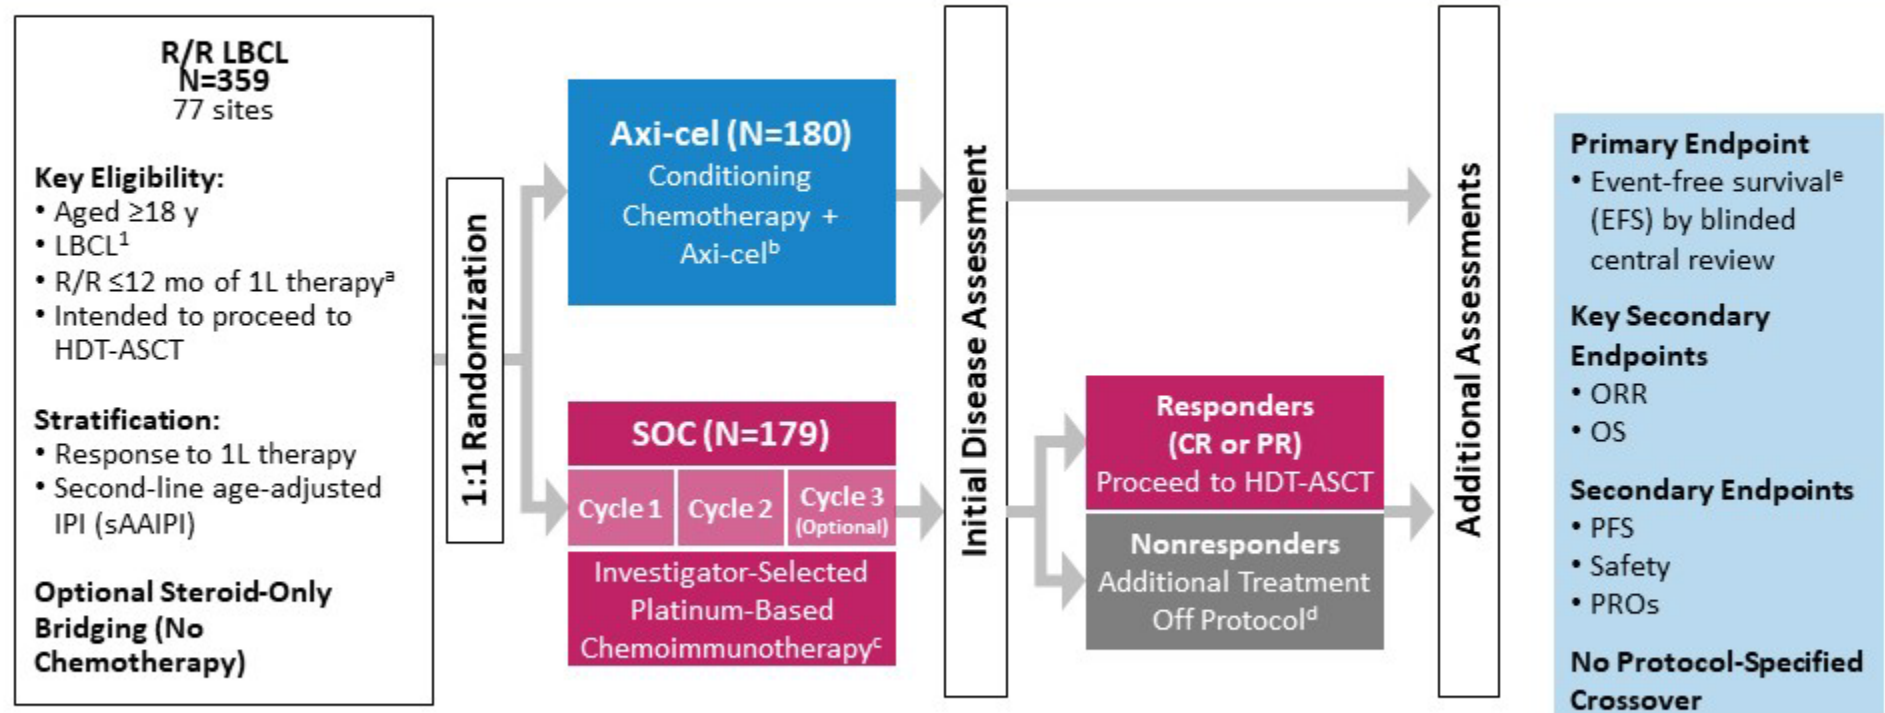 R/R LBCL
N=359
77 sites
Key Eligibility:
• Aged ≥18 y
• LBCL¹
• R/R ≤12 mo of 1L therapyᵃ
• Intended to proceed to
HDT-ASCT
Stratification:
• Response to 1L therapy
• Second-line age-adjusted
IPI (sAAIPI)
Optional Steroid-Only
Bridging (No
Chemotherapy)
1:1 Randomization
Axi-cel (N=180)
Conditioning
Chemotherapy +
Axi-celᵇ
SOC (N=179)
Cycle 1
Cycle 2
Cycle 3
(Optional)
Investigator-Selected
Platinum-Based
Chemoimmunotherapyᶜ
Initial Disease Assessment
Responders
(CR or PR)
Proceed to HDT-ASCT
Nonresponders
Additional Treatment
Off Protocolᵈ
Additional Assessments
Primary Endpoint
• Event-free survivalᵉ
(EFS) by blinded
central review
Key Secondary
Endpoints
• ORR
• OS
Secondary Endpoints
• PFS
• Safety
• PROs
No Protocol-Specified
Crossover